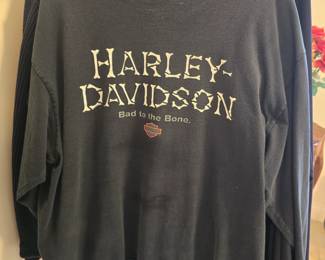 HARLEY-
DAVIDSON
Bad to the Bone.